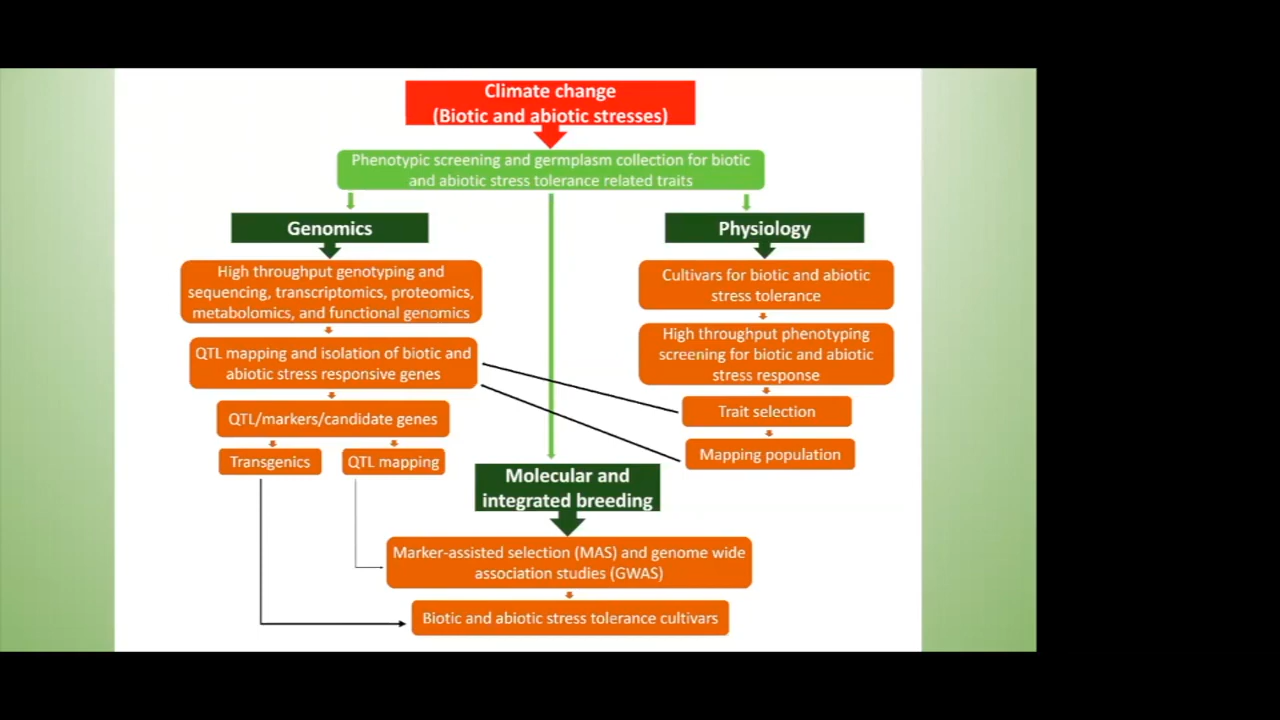 Climate change
(Biotic and abiotic stresses)
Phenotypic screening and germplasm collection for biotic
and abiotic stress tolerance related traits
Genomics
High throughput genotyping and
sequencing, transcriptomics, proteomics,
metabolomics, and functional genomics
QTL mapping and isolation of biotic and
abiotic stress responsive genes
QTL/markers/candidate genes
Transgenics
QTL mapping
Physiology
Cultivars for biotic and abiotic
stress tolerance
High throughput phenotyping
screening for biotic and abiotic
stress response
Trait selection
Mapping population
Molecular and
integrated breeding
Marker-assisted selection (MAS) and genome wide
association studies (GWAS)
Biotic and abiotic stress tolerance cultivars